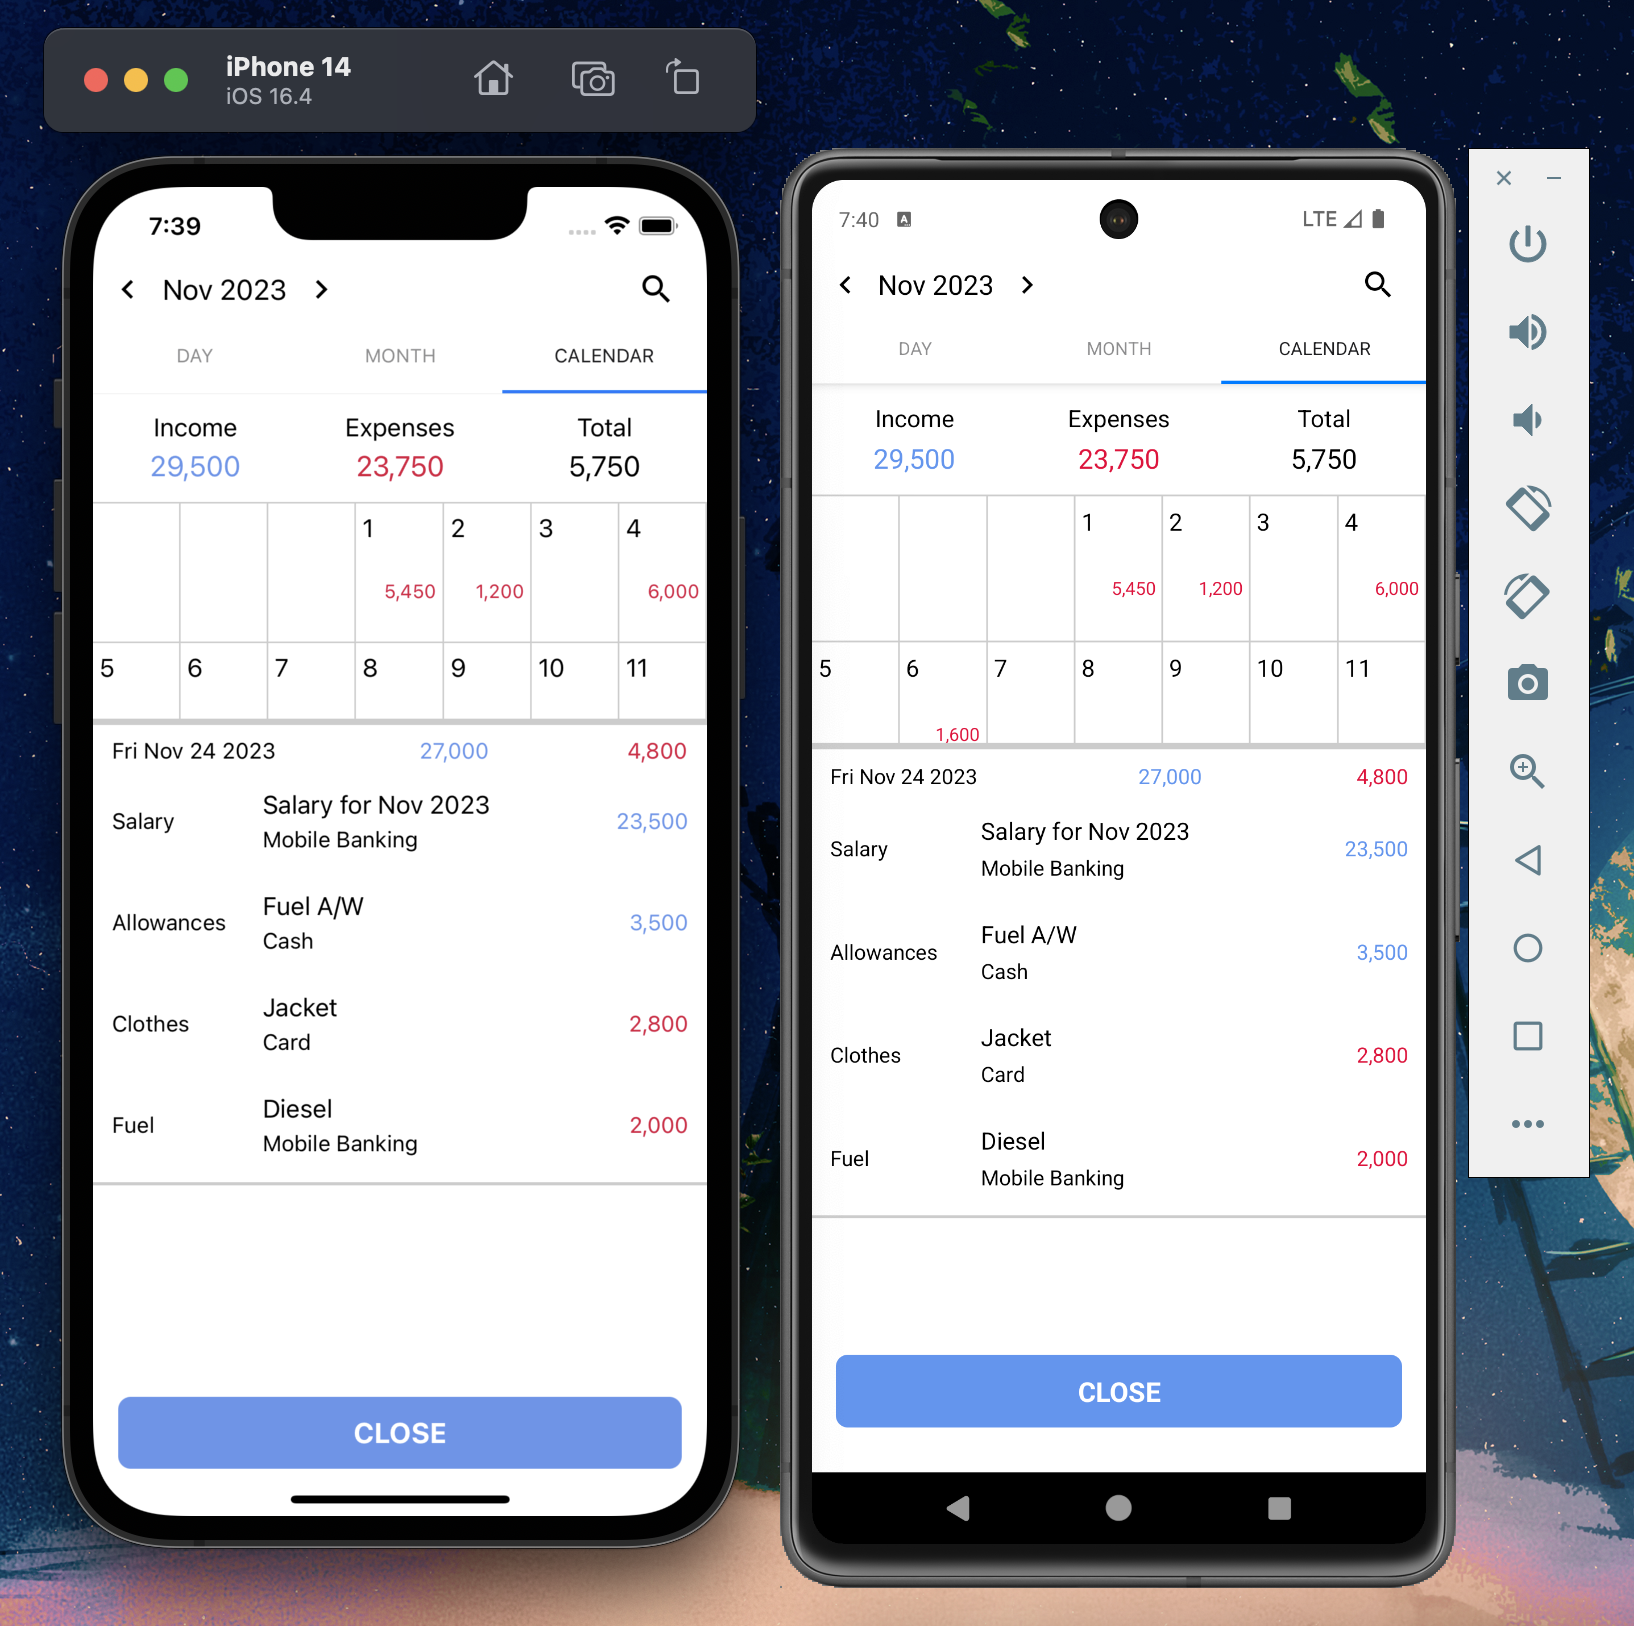 iPhone 14
iOS 16.4
7:39
Nov 2023
DAY MONTH CALENDAR
Income Expenses Total
29,500 23,750 5,750
1 2 3 4
5,450 1,200 6,000
5 6 7 8 9 10 11
Fri Nov 24 2023 27,000 4,800
Salary Salary for Nov 2023 23,500
Mobile Banking
Allowances Fuel A/W 3,500
Cash
Clothes Jacket 2,800
Card
Fuel Diesel 2,000
Mobile Banking
CLOSE
7:40 A LTE
Nov 2023
DAY MONTH CALENDAR
Income Expenses Total
29,500 23,750 5,750
1 2 3 4
5,450 1,200 6,000
5 6 7 8 9 10 11
1,600
Fri Nov 24 2023 27,000 4,800
Salary Salary for Nov 2023 23,500
Mobile Banking
Allowances Fuel A/W 3,500
Cash
Clothes Jacket 2,800
Card
Fuel Diesel 2,000
Mobile Banking
CLOSE